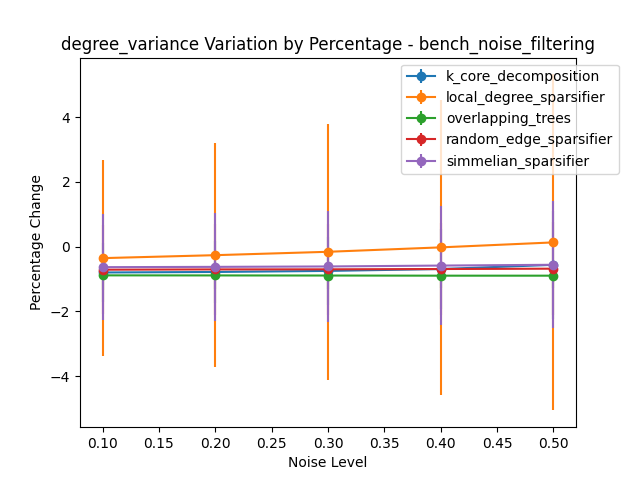 degree_variance Variation by Percentage - bench_noise_filtering
k_core_decomposition
local_degree_sparsifier
overlapping_trees
random_edge_sparsifier
simmelian_sparsifier
4
2
0
−2
−4
Percentage Change
0.10 0.15 0.20 0.25 0.30 0.35 0.40 0.45 0.50
Noise Level